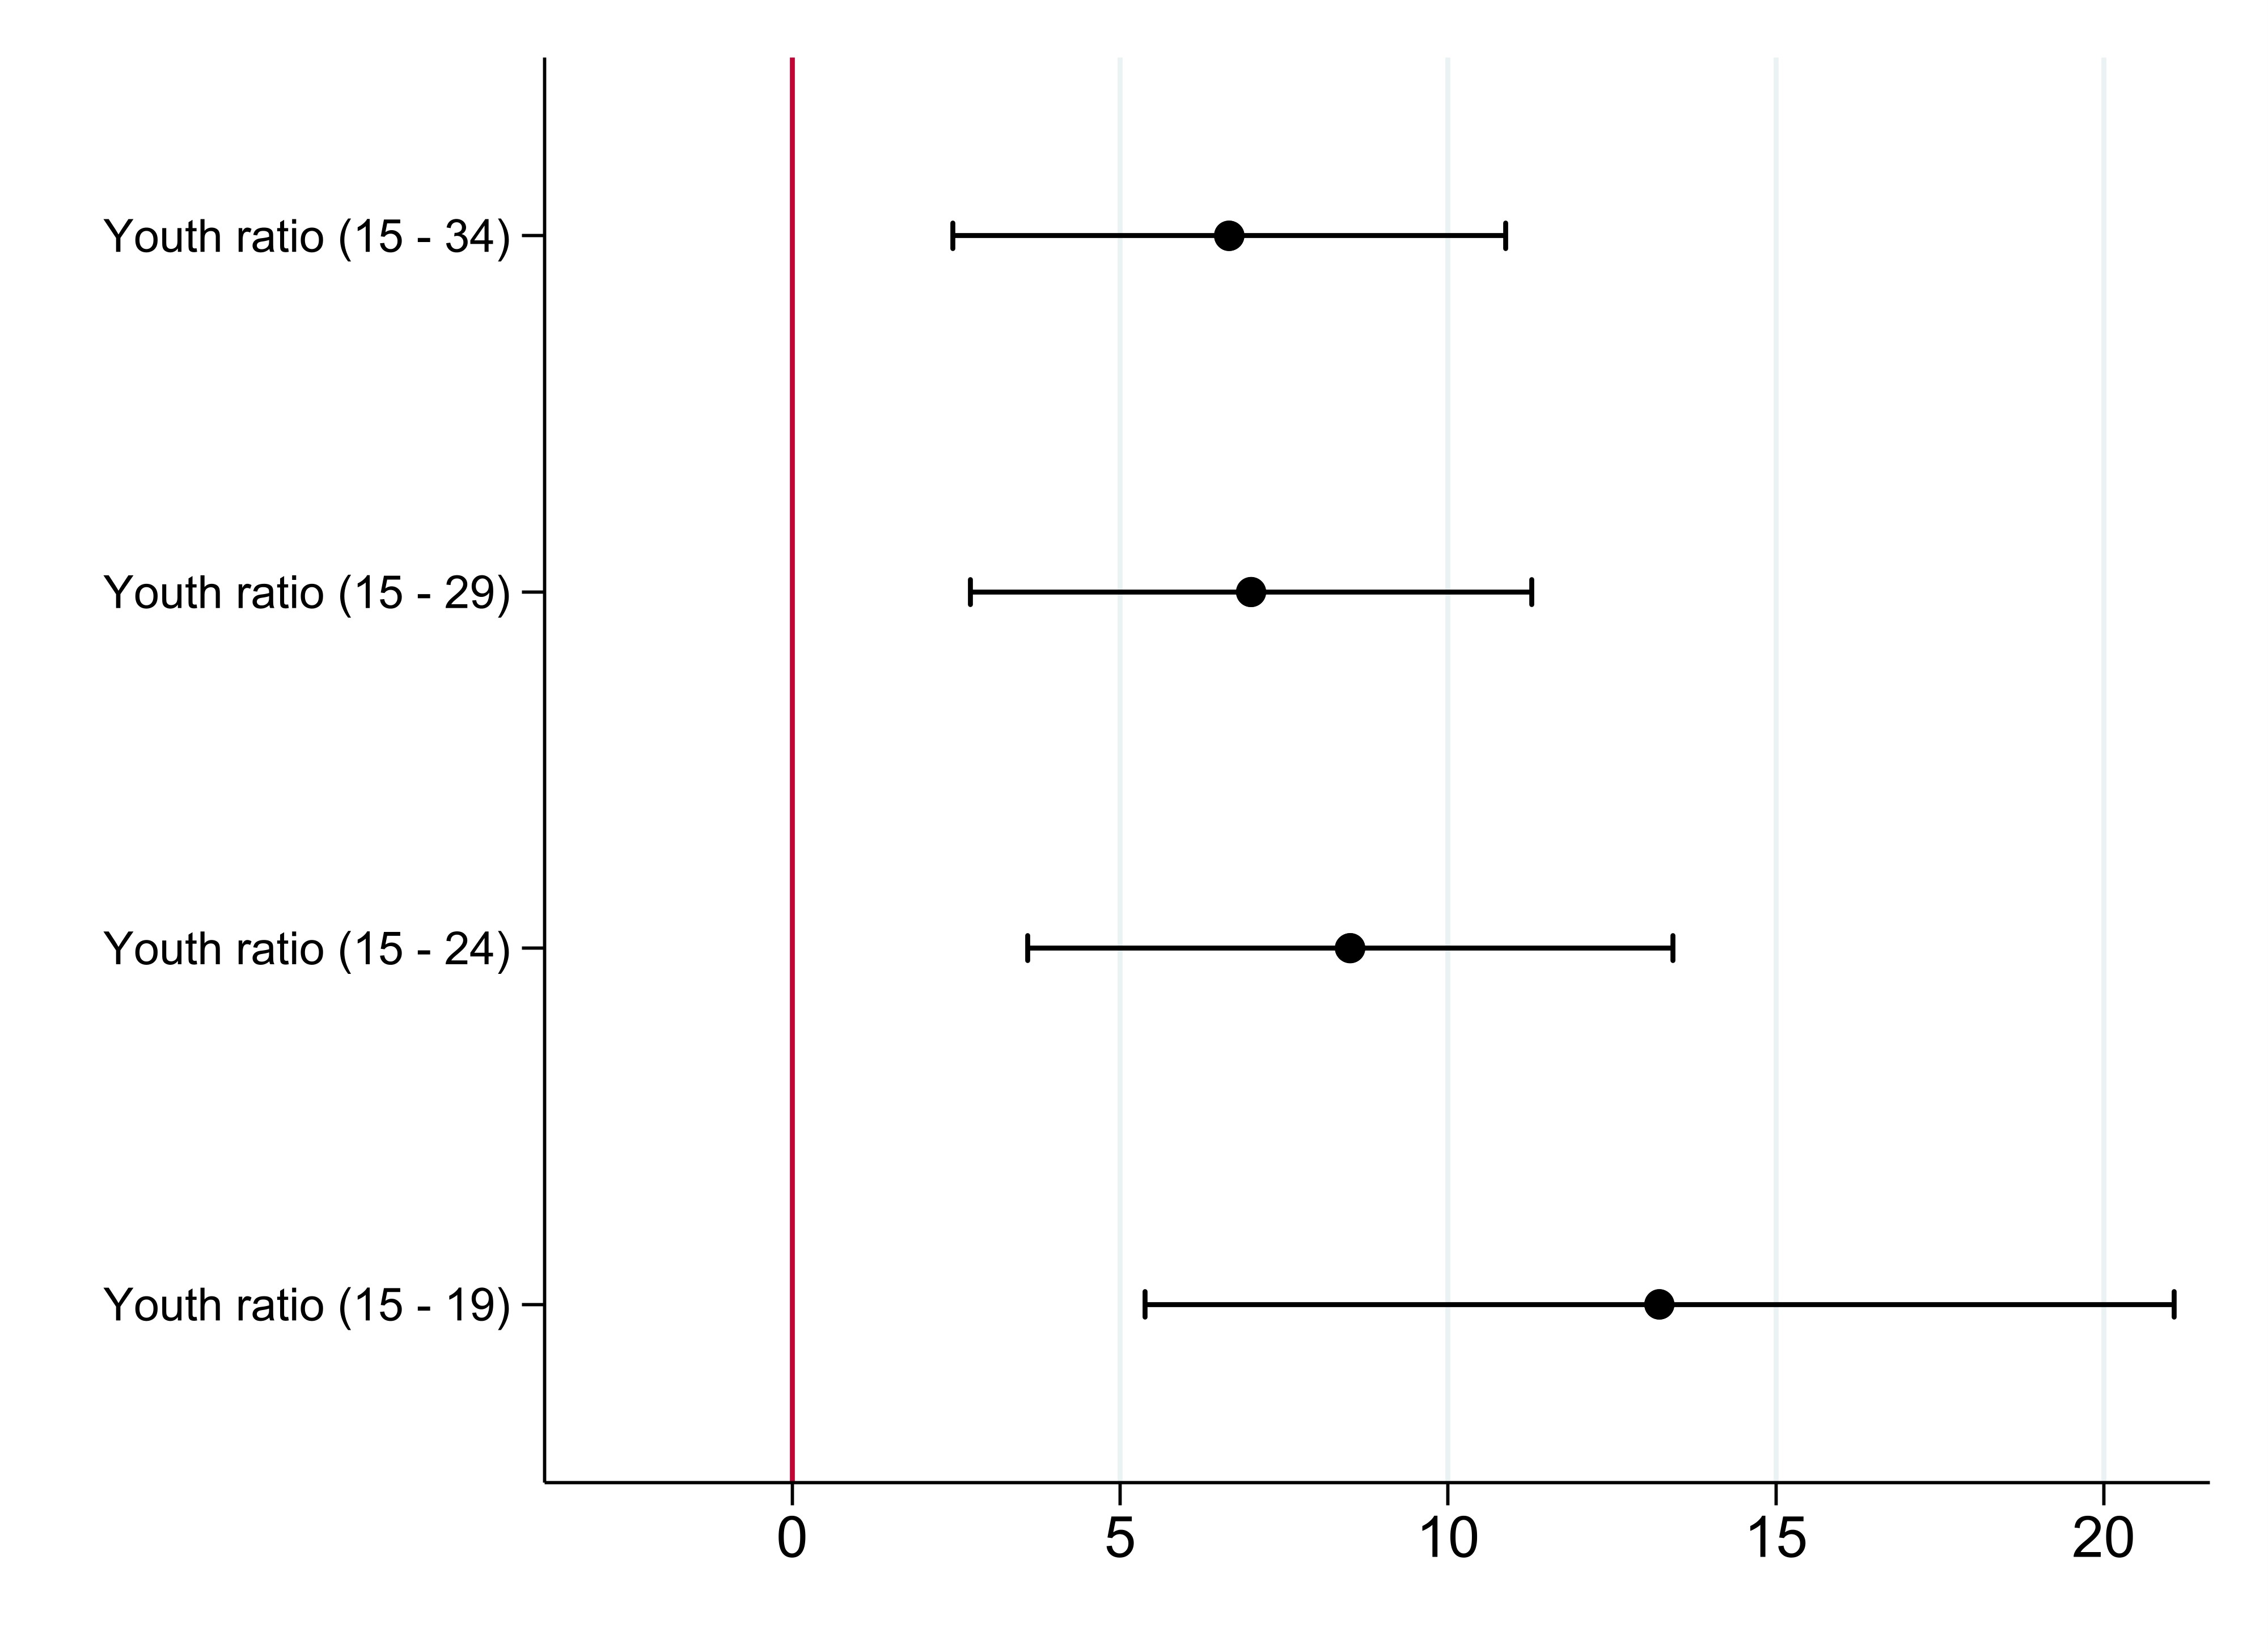 Youth ratio (15 - 34)
Youth ratio (15 - 29)
Youth ratio (15 - 24)
Youth ratio (15 - 19)
0 5 10 15 20